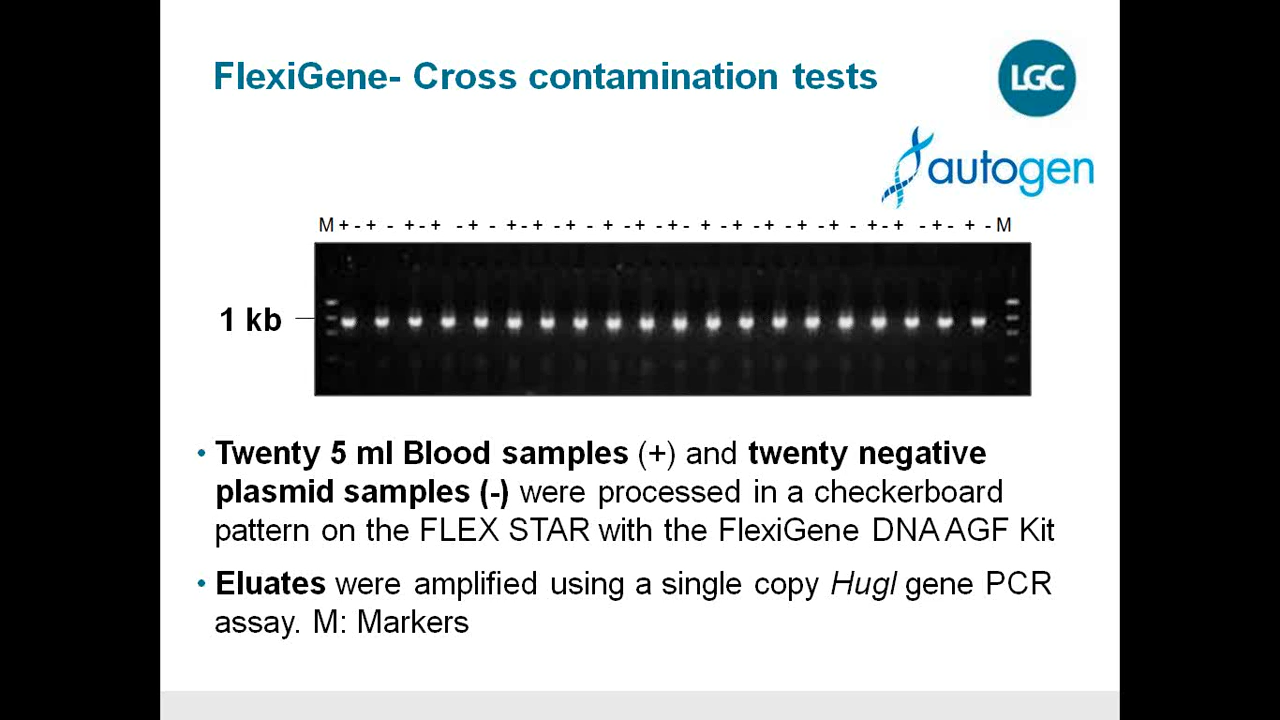 FlexiGene- Cross contamination tests
LGC
autogen
M + - + - + - + - + - + - + - + - + - + - + - + - + - + - + - + - + - + - + - + - M
1 kb
• Twenty 5 ml Blood samples (+) and twenty negative
plasmid samples (-) were processed in a checkerboard
pattern on the FLEX STAR with the FlexiGene DNA AGF Kit
• Eluates were amplified using a single copy Hugl gene PCR
assay. M: Markers